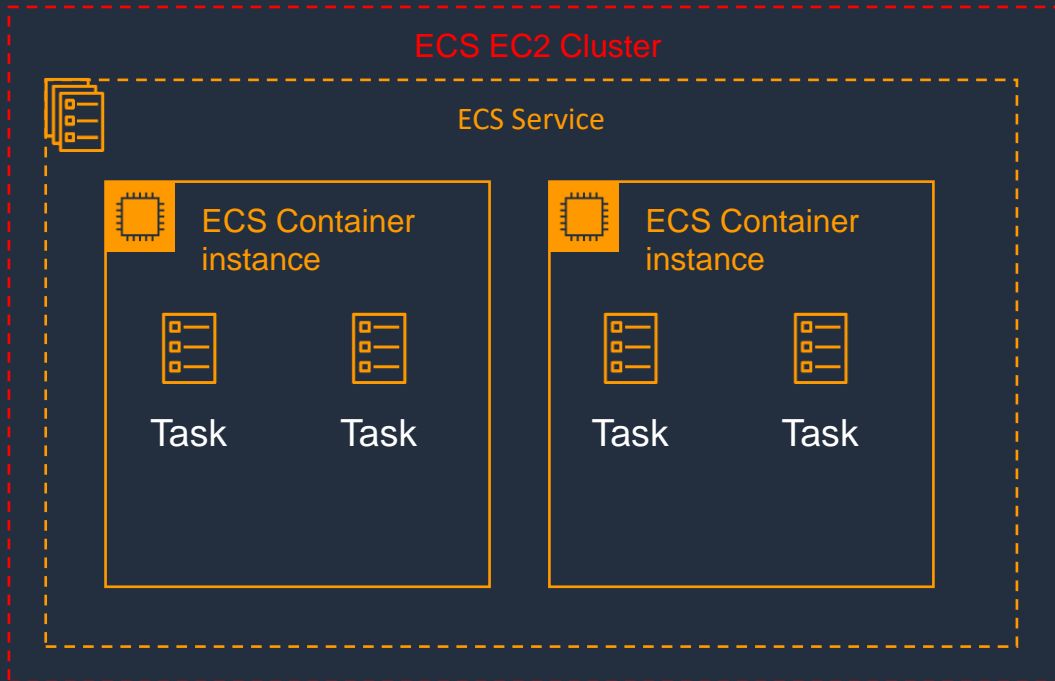 ECS EC2 Cluster
ECS Service
ECS Container
instance
Task Task
ECS Container
instance
Task Task